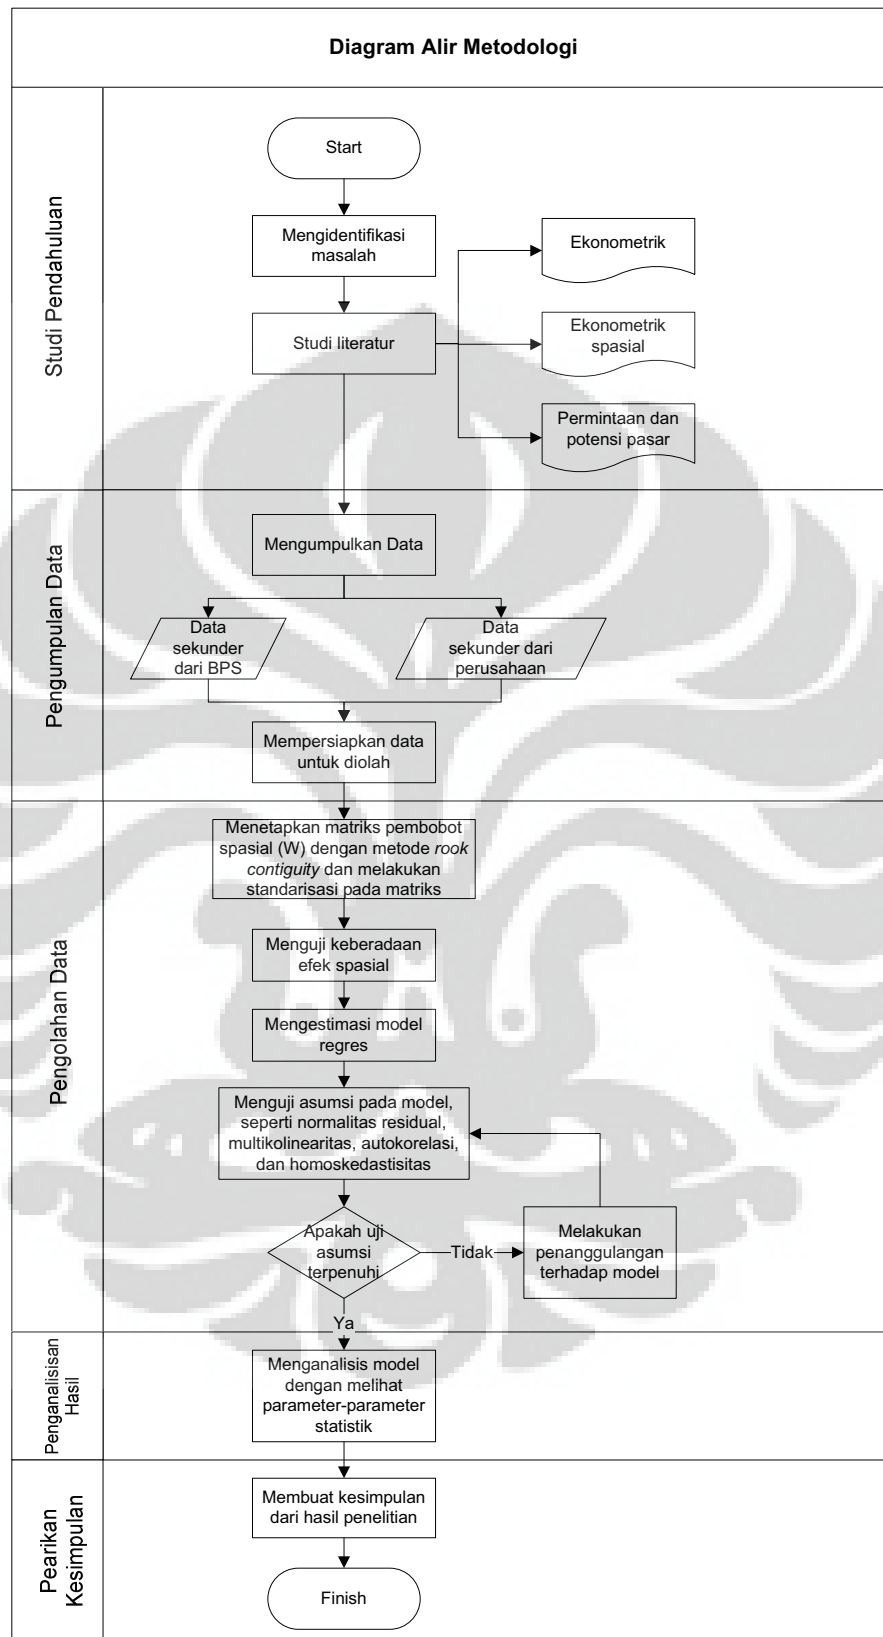 Diagram Alir Metodologi
Studi Pendahuluan
Start
Mengidentifikasi
masalah
Studi literatur
Ekonometrik
Ekonometrik
spasial
Permintaan dan
potensi pasar
Pengumpulan Data
Mengumpulkan Data
Data
sekunder
dari BPS
Data
sekunder dari
perusahaan
Mempersiapkan data
untuk diolah
Pengolahan Data
Menetapkan matriks pembobot
spasial (W) dengan metode rook
contiguity dan melakukan
standarisasi pada matriks
Menguji keberadaan
efek spasial
Mengestimasi model
regres
Menguji asumsi pada model,
seperti normalitas residual,
multikolinearitas, autokorelasi,
dan homoskedastisitas
Apakah uji
asumsi
terpenuhi
Tidak
Melakukan
penanggulangan
terhadap model
Ya
Penganalisisan
Hasil
Menganalisis model
dengan melihat
parameter-parameter
statistik
Pearikan
Kesimpulan
Membuat kesimpulan
dari hasil penelitian
Finish